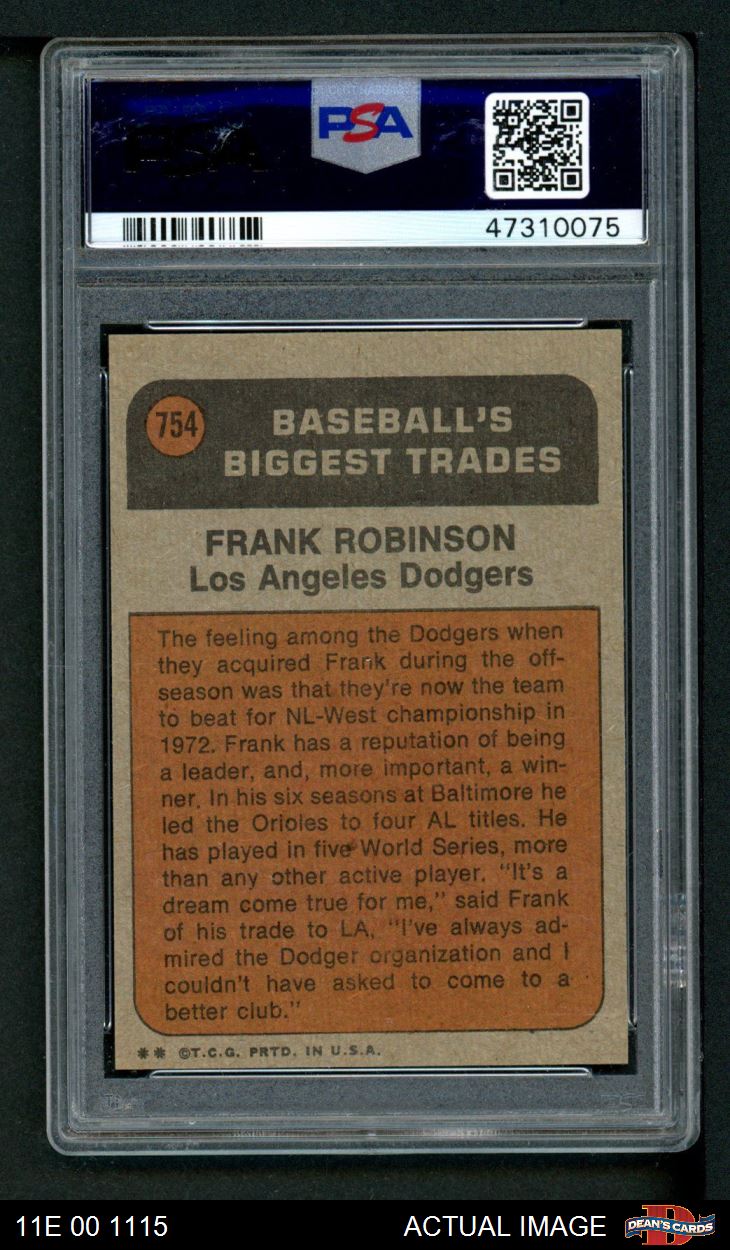 PSA
47310075
754
BASEBALL'S
BIGGEST TRADES
FRANK ROBINSON
Los Angeles Dodgers
The feeling among the Dodgers when
they acquired Frank during the off-
season was that they're now the team
to beat for NL-West championship in
1972. Frank has a reputation of being
a leader, and, more important, a win-
ner. In his six seasons at Baltimore he
led the Orioles to four AL titles. He
has played in five World Series, more
than any other active player. "It's a
dream come true for me," said Frank
of his trade to LA. "I've always ad-
mired the Dodger organization and I
couldn't have asked to come to a
better club."
** ©T.C.G. PRTD. IN U.S.A.
11E 00 1115
ACTUAL IMAGE
DEAN'S CARDS